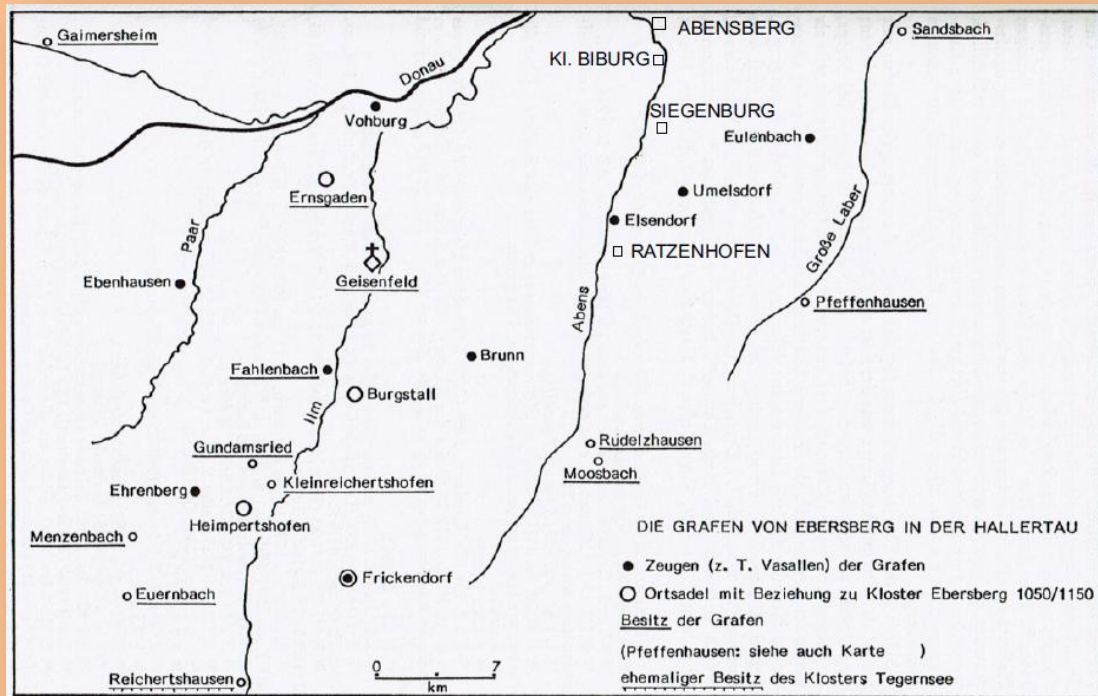 Gaimersheim
ABENSBERG
Sandsbach
Kl. BIBURG
Donau
Vohburg
SIEGENBURG
Eulenbach
Ernsgaden
Umelsdorf
Paar
Elsendorf
Große Laber
RATZENHOFEN
Geisenfeld
Ebenhausen
Abens
Pfeffenhausen
Brunn
Fahlenbach
Burgstall
Ilm
Rudelzhausen
Gundamsried
Moosbach
Kleinreichertshofen
Ehrenberg
Heimpertshofen
Menzenbach
Frickendorf
Euernbach
Reichertshausen
0 7
km
DIE GRAFEN VON EBERSBERG IN DER HALLERTAU
Zeugen (z. T. Vasallen) der Grafen
Ortsadel mit Beziehung zu Kloster Ebersberg 1050/1150
Besitz der Grafen
(Pfeffenhausen: siehe auch Karte )
ehemaliger Besitz des Klosters Tegernsee